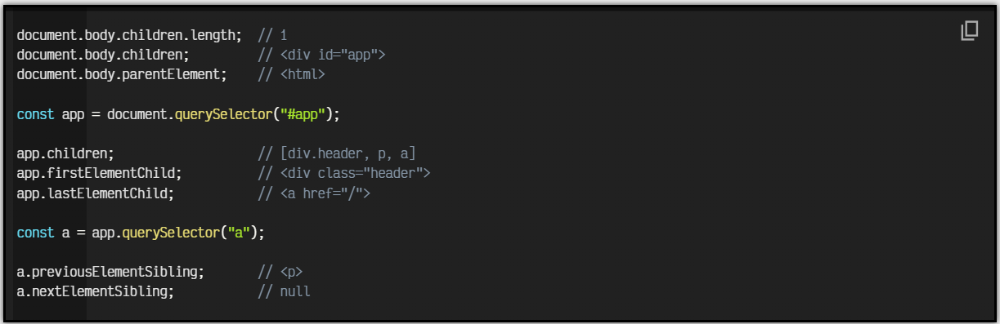 document.body.children.length;  // 1
document.body.children;         // <div id="app">
document.body.parentElement;    // <html>

const app = document.querySelector("#app");

app.children;                   // [div.header, p, a]
app.firstElementChild;          // <div class="header">
app.lastElementChild;           // <a href="/">

const a = app.querySelector("a");

a.previousElementSibling;       // <p>
a.nextElementSibling;           // null